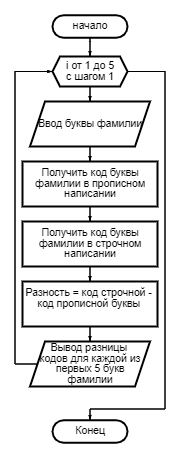 начало
i от 1 до 5
с шагом 1
Ввод буквы фамилии
Получить код буквы
фамилии в прописном
написании
Получить код буквы
фамилии в строчном
написании
Разность = код строчной -
код прописной буквы
Вывод разницы
кодов для каждой из
первых 5 букв
фамилии
Конец